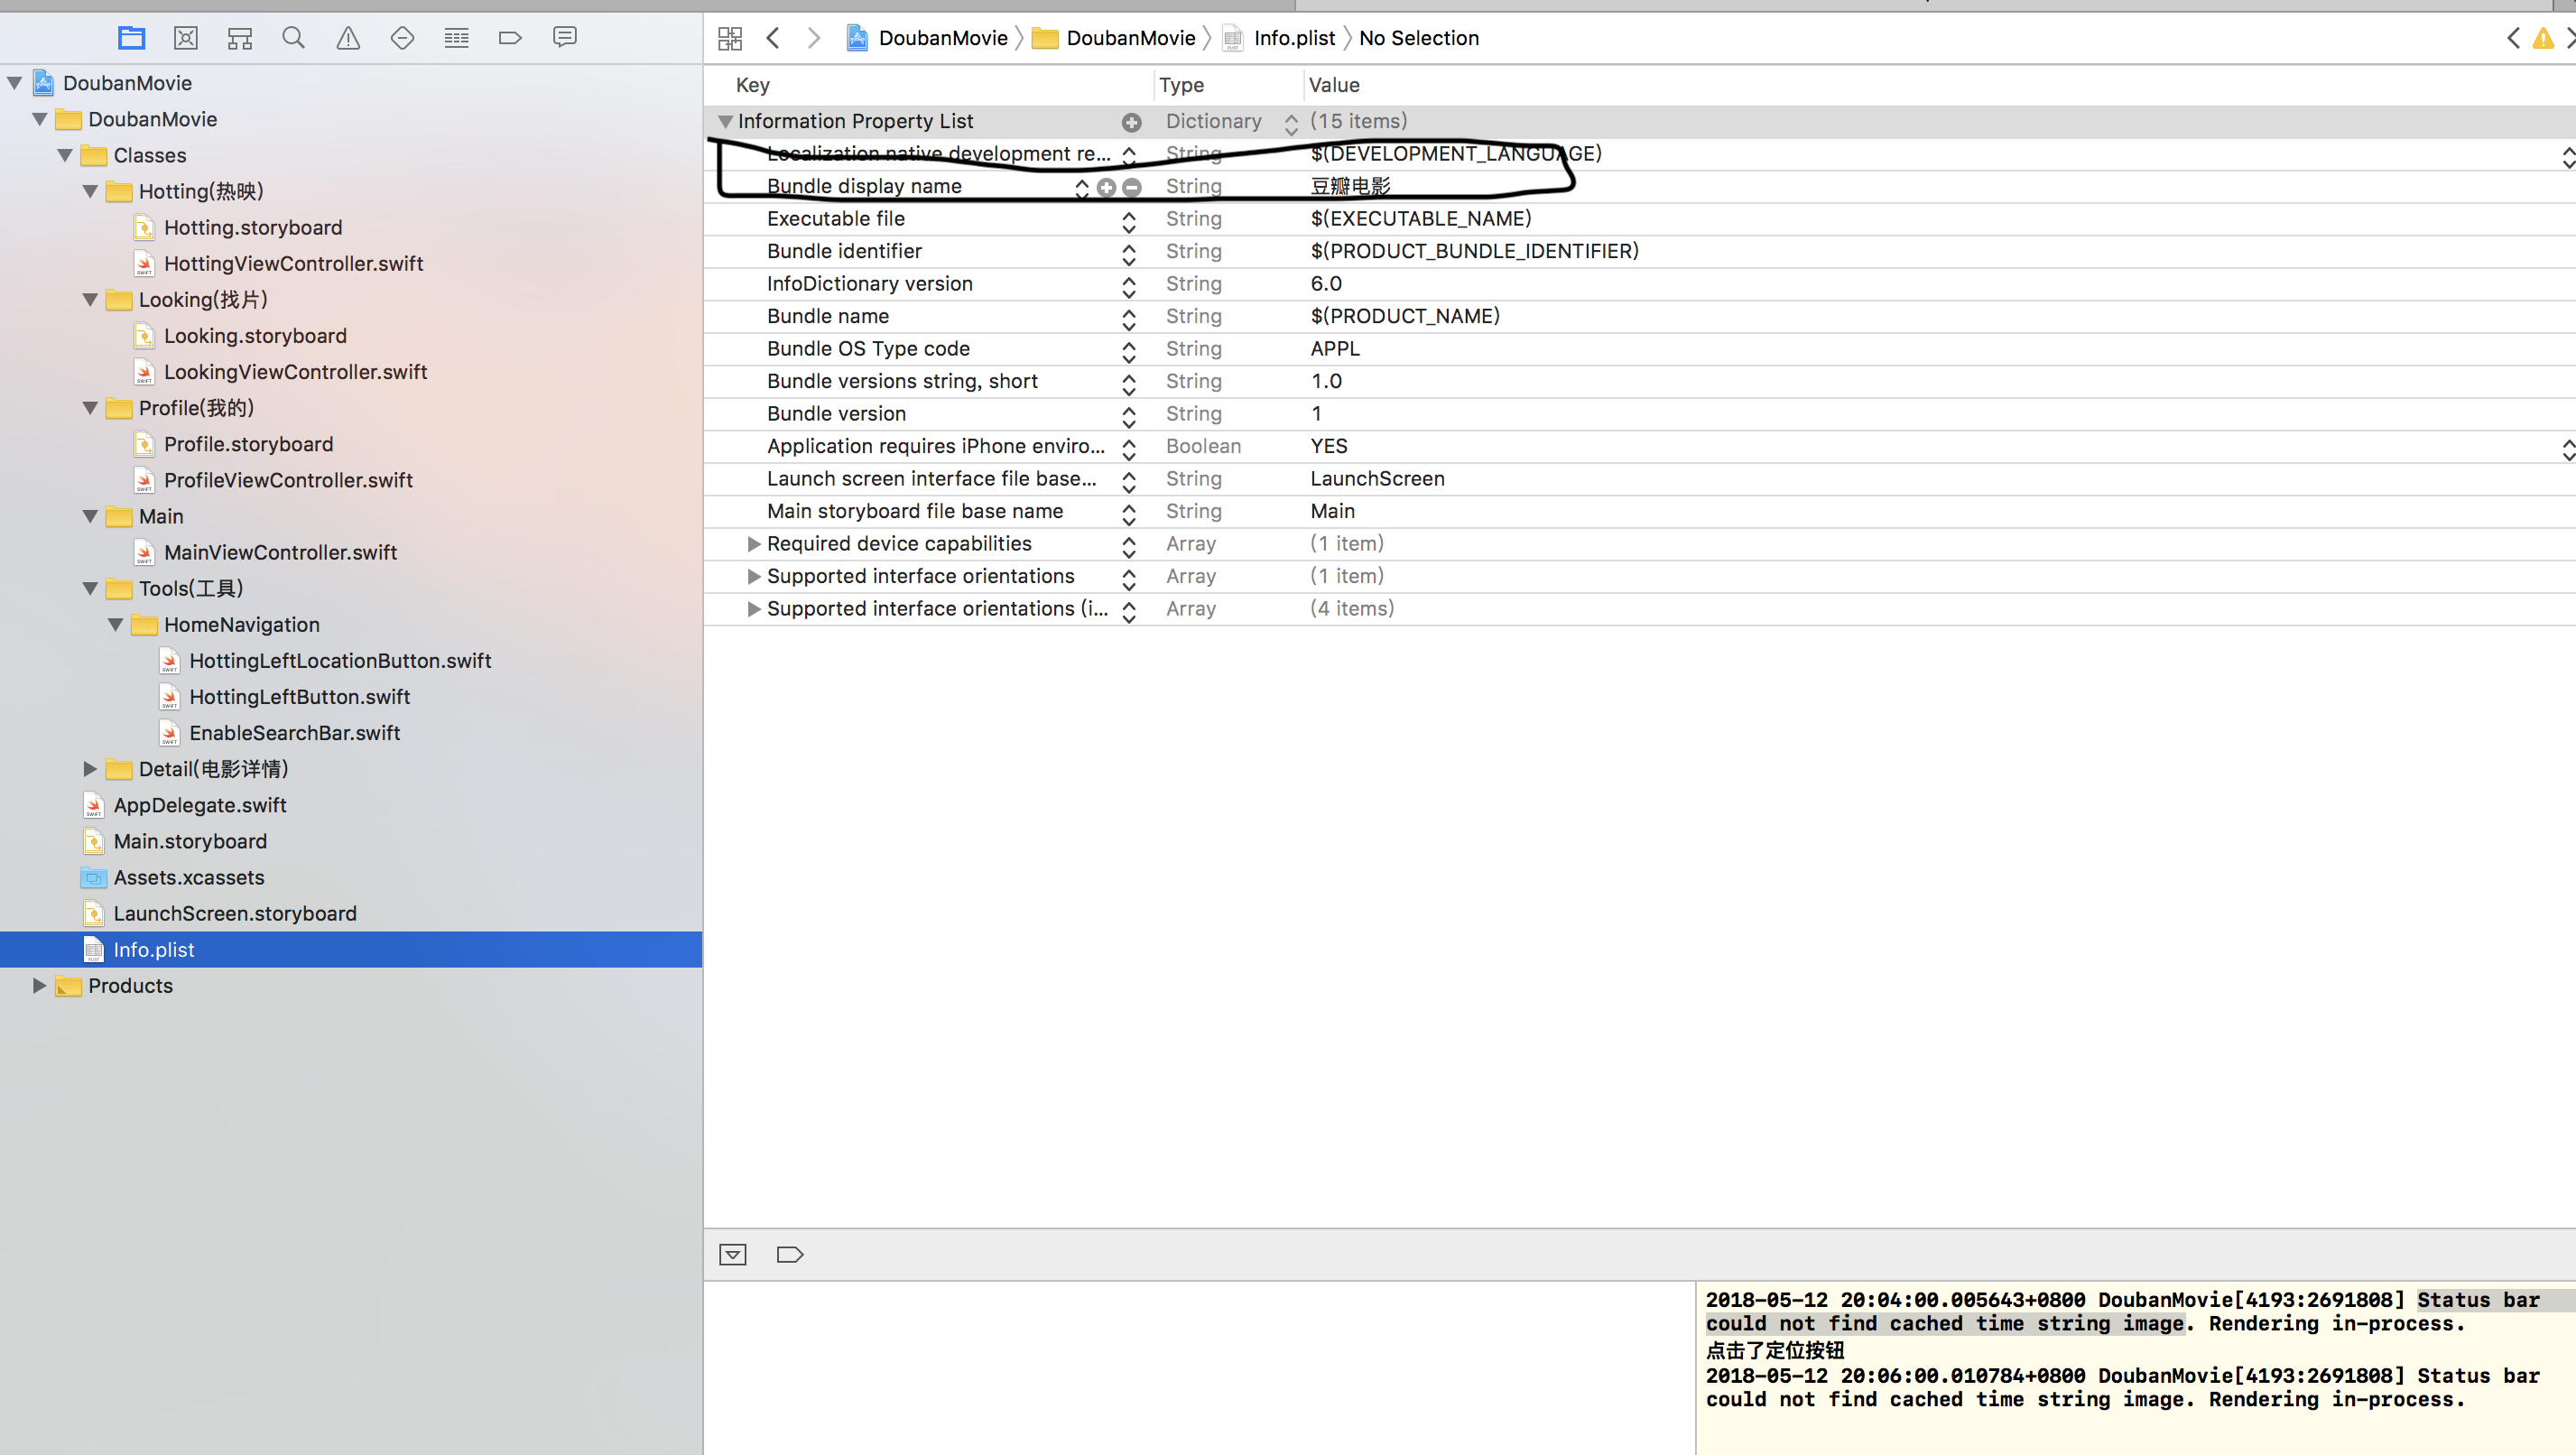 DoubanMovie
DoubanMovie
Classes
Hotting(热映)
Hotting.storyboard
HottingViewController.swift
Looking(找片)
Looking.storyboard
LookingViewController.swift
Profile(我的)
Profile.storyboard
ProfileViewController.swift
Main
MainViewController.swift
Tools(工具)
HomeNavigation
HottingLeftLocationButton.swift
HottingLeftButton.swift
EnableSearchBar.swift
Detail(电影详情)
AppDelegate.swift
Main.storyboard
Assets.xcassets
LaunchScreen.storyboard
Info.plist
Products
DoubanMovie DoubanMovie Info.plist No Selection
Key Type Value
Information Property List Dictionary (15 items)
Localization native development re... String $(DEVELOPMENT_LANGUAGE)
Bundle display name String 豆瓣电影
Executable file String $(EXECUTABLE_NAME)
Bundle identifier String $(PRODUCT_BUNDLE_IDENTIFIER)
InfoDictionary version String 6.0
Bundle name String $(PRODUCT_NAME)
Bundle OS Type code String APPL
Bundle versions string, short String 1.0
Bundle version String 1
Application requires iPhone enviro... Boolean YES
Launch screen interface file base... String LaunchScreen
Main storyboard file base name String Main
Required device capabilities Array (1 item)
Supported interface orientations Array (1 item)
Supported interface orientations (i... Array (4 items)
2018-05-12 20:04:00.005643+0800 DoubanMovie[4193:2691808] Status bar
could not find cached time string image. Rendering in-process.
点击了定位按钮
2018-05-12 20:06:00.010784+0800 DoubanMovie[4193:2691808] Status bar
could not find cached time string image. Rendering in-process.